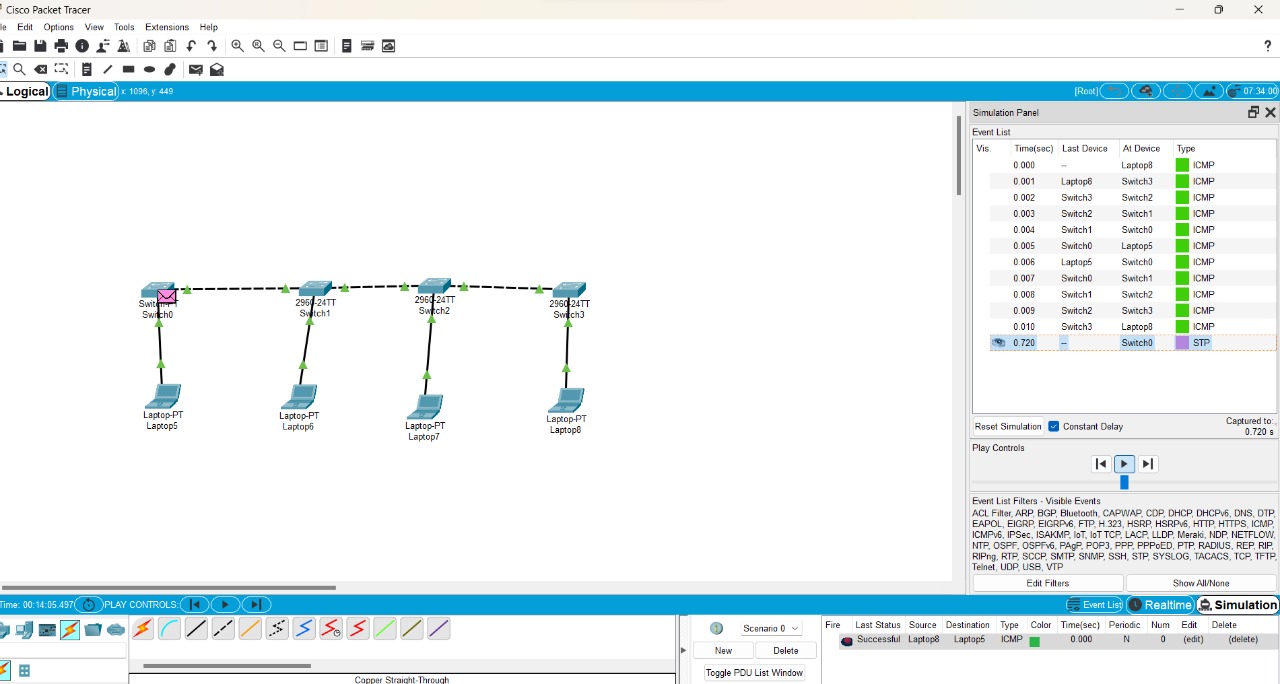 Cisco Packet Tracer
Edit Options View Tools Extensions Help
?
Logical Physical x: 1096, y: 449 [Root] 07:34:00
Simulation Panel
Event List
Vis. Time(sec) Last Device At Device Type
0.000 -- Laptop8 ICMP
0.001 Laptop8 Switch3 ICMP
0.002 Switch3 Switch2 ICMP
0.003 Switch2 Switch1 ICMP
0.004 Switch1 Switch0 ICMP
0.005 Switch0 Laptop5 ICMP
0.006 Laptop5 Switch0 ICMP
0.007 Switch0 Switch1 ICMP
0.008 Switch1 Switch2 ICMP
0.009 Switch2 Switch3 ICMP
0.010 Switch3 Laptop8 ICMP
0.720 -- Switch0 STP
Reset Simulation Constant Delay Captured to:
0.720 s
Play Controls
Event List Filters - Visible Events
ACL Filter, ARP, BGP, Bluetooth, CAPWAP, CDP, DHCP, DHCPv6, DNS, DTP,
EAPOL, EIGRP, EIGRPv6, FTP, H.323, HSRP, HSRPv6, HTTP, HTTPS, ICMP,
ICMPv6, IPSec, ISAKMP, IoT, IoT TCP, LACP, LLDP, Meraki, NDP, NETFLOW,
NTP, OSPF, OSPFv6, PAgP, POP3, PPP, PPPoED, PTP, RADIUS, REP, RIP,
RIPng, RTP, SCCP, SMTP, SNMP, SSH, STP, SYSLOG, TACACS, TCP, TFTP,
Telnet, UDP, USB, VTP
Edit Filters Show All/None
Switch-PT
Switch0
2960-24TT
Switch1
2960-24TT
Switch2
2960-24TT
Switch3
Laptop-PT
Laptop5
Laptop-PT
Laptop6
Laptop-PT
Laptop7
Laptop-PT
Laptop8
Time: 00:14:05.497 PLAY CONTROLS: Event List Realtime Simulation
Scenario 0
New Delete
Toggle PDU List Window
Fire Last Status Source Destination Type Color Time(sec) Periodic Num Edit Delete
Successful Laptop8 Laptop5 ICMP 0.000 N 0 (edit) (delete)
Copper Straight-Through